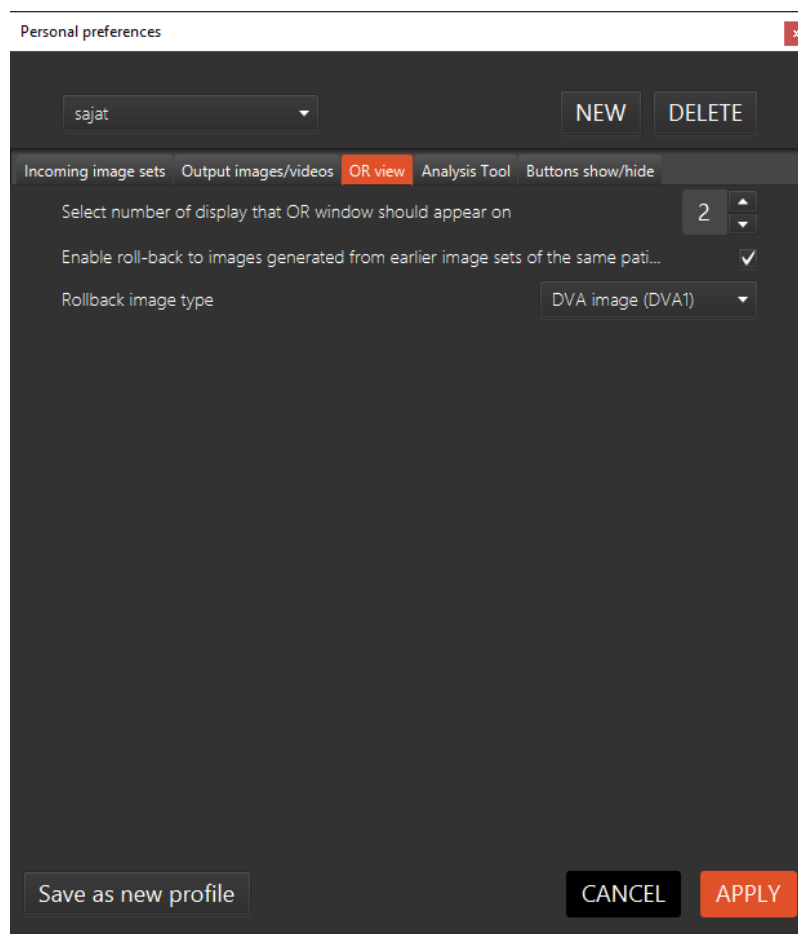 Personal preferences x
sajat NEW DELETE
Incoming image sets Output images/videos OR view Analysis Tool Buttons show/hide
Select number of display that OR window should appear on 2
Enable roll-back to images generated from earlier image sets of the same pati...
Rollback image type DVA image (DVA1)
Save as new profile CANCEL APPLY